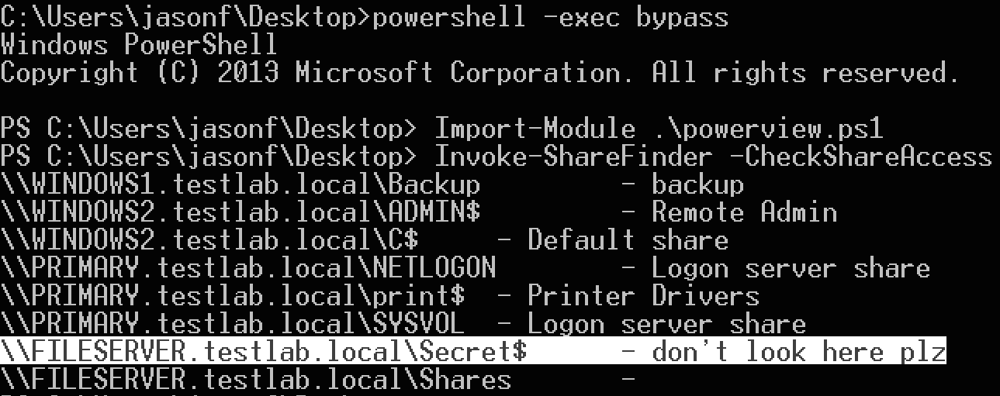 C:\Users\jasonf\Desktop>powershell -exec bypass
Windows PowerShell
Copyright (C) 2013 Microsoft Corporation. All rights reserved.
PS C:\Users\jasonf\Desktop> Import-Module .\powerview.ps1
PS C:\Users\jasonf\Desktop> Invoke-ShareFinder -CheckShareAccess
\\WINDOWS1.testlab.local\Backup - backup
\\WINDOWS2.testlab.local\ADMIN$ - Remote Admin
\\WINDOWS2.testlab.local\C$ - Default share
\\PRIMARY.testlab.local\NETLOGON - Logon server share
\\PRIMARY.testlab.local\print$ - Printer Drivers
\\PRIMARY.testlab.local\SYSVOL - Logon server share
\\FILESERVER.testlab.local\Secret$ - don't look here plz
\\FILESERVER.testlab.local\Shares -